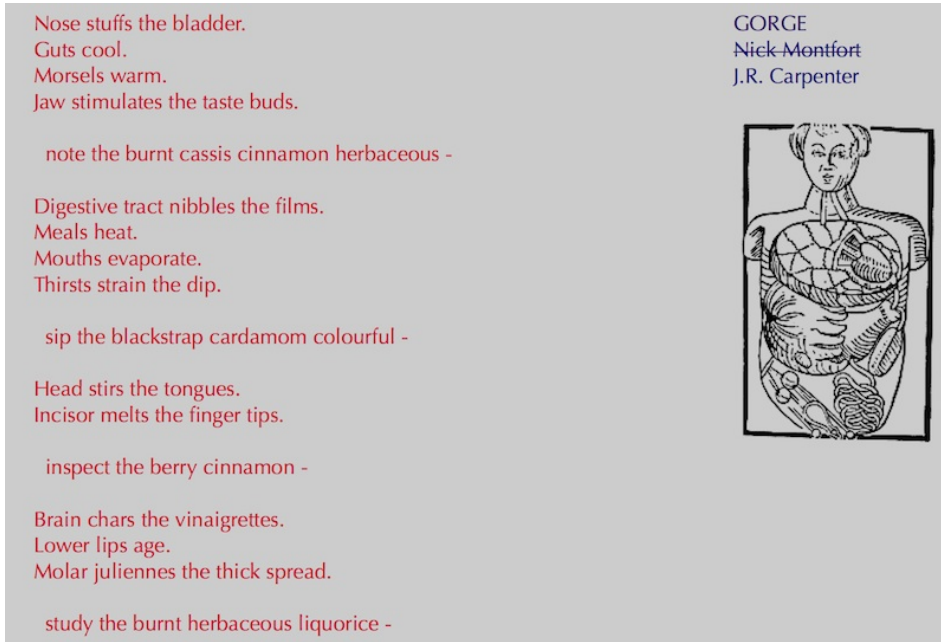 Nose stuffs the bladder.
Guts cool.
Morsels warm.
Jaw stimulates the taste buds.
note the burnt cassis cinnamon herbaceous -
Digestive tract nibbles the films.
Meals heat.
Mouths evaporate.
Thirsts strain the dip.
sip the blackstrap cardamom colourful -
Head stirs the tongues.
Incisor melts the finger tips.
inspect the berry cinnamon -
Brain chars the vinaigrettes.
Lower lips age.
Molar juliennes the thick spread.
study the burnt herbaceous liquorice -
GORGE
Nick Montfort
J.R. Carpenter